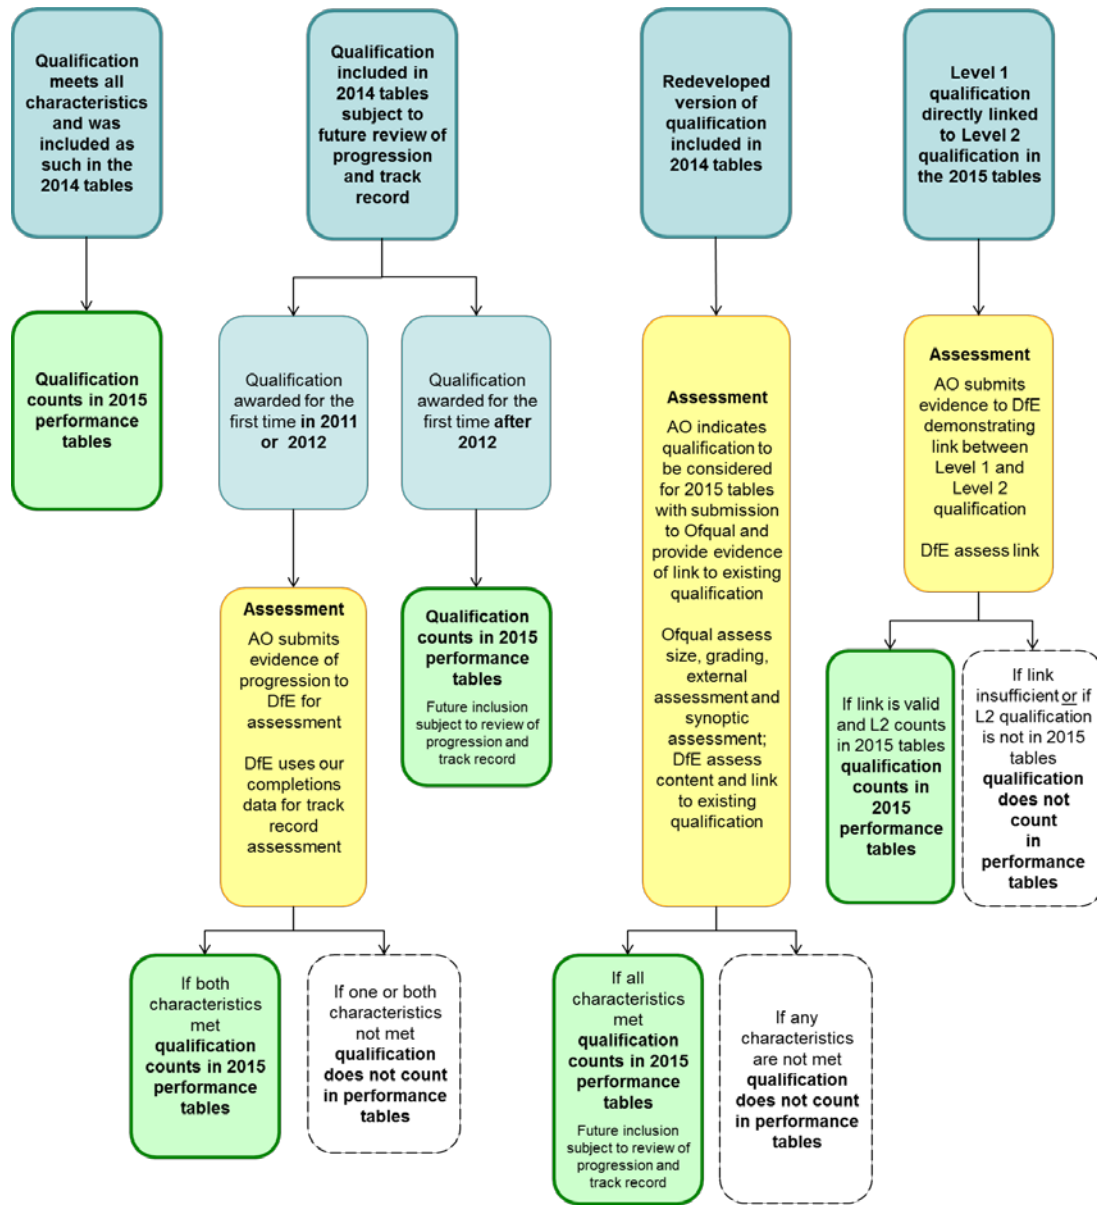 Qualification
meets all
characteristics
and was
included as
such in the
2014 tables
Qualification
included in
2014 tables
subject to
future review of
progression
and track
record
Redeveloped
version of
qualification
included in
2014 tables
Level 1
qualification
directly linked
to Level 2
qualification in
the 2015 tables
Qualification
counts in 2015
performance
tables
Qualification
awarded for the
first time in 2011
or 2012
Qualification
awarded for the
first time after
2012
Assessment
AO submits
evidence of
progression to
DfE for
assessment
DfE uses our
completions
data for track
record
assessment
Qualification
counts in 2015
performance
tables
Future inclusion
subject to review of
progression and
track record
If both
characteristics
met
qualification
counts in 2015
performance
tables
If one or both
characteristics
not met
qualification
does not count
in performance
tables
Assessment
AO indicates
qualification to
be considered
for 2015 tables
with submission
to Ofqual and
provide evidence
of link to existing
qualification
Ofqual assess
size, grading,
external
assessment and
synoptic
assessment;
DfE assess
content and link
to existing
qualification
If all
characteristics
met
qualification
counts in 2015
performance
tables
Future inclusion
subject to review of
progression and
track record
If any
characteristics
are not met
qualification
does not count
in performance
tables
Assessment
AO submits
evidence to DfE
demonstrating
link between
Level 1 and
Level 2
qualification
DfE assess link
If link is valid
and L2 counts
in 2015 tables
qualification
counts in
2015
performance
tables
If link
insufficient or if
L2 qualification
is not in 2015
tables
qualification
does not
count
in
performance
tables